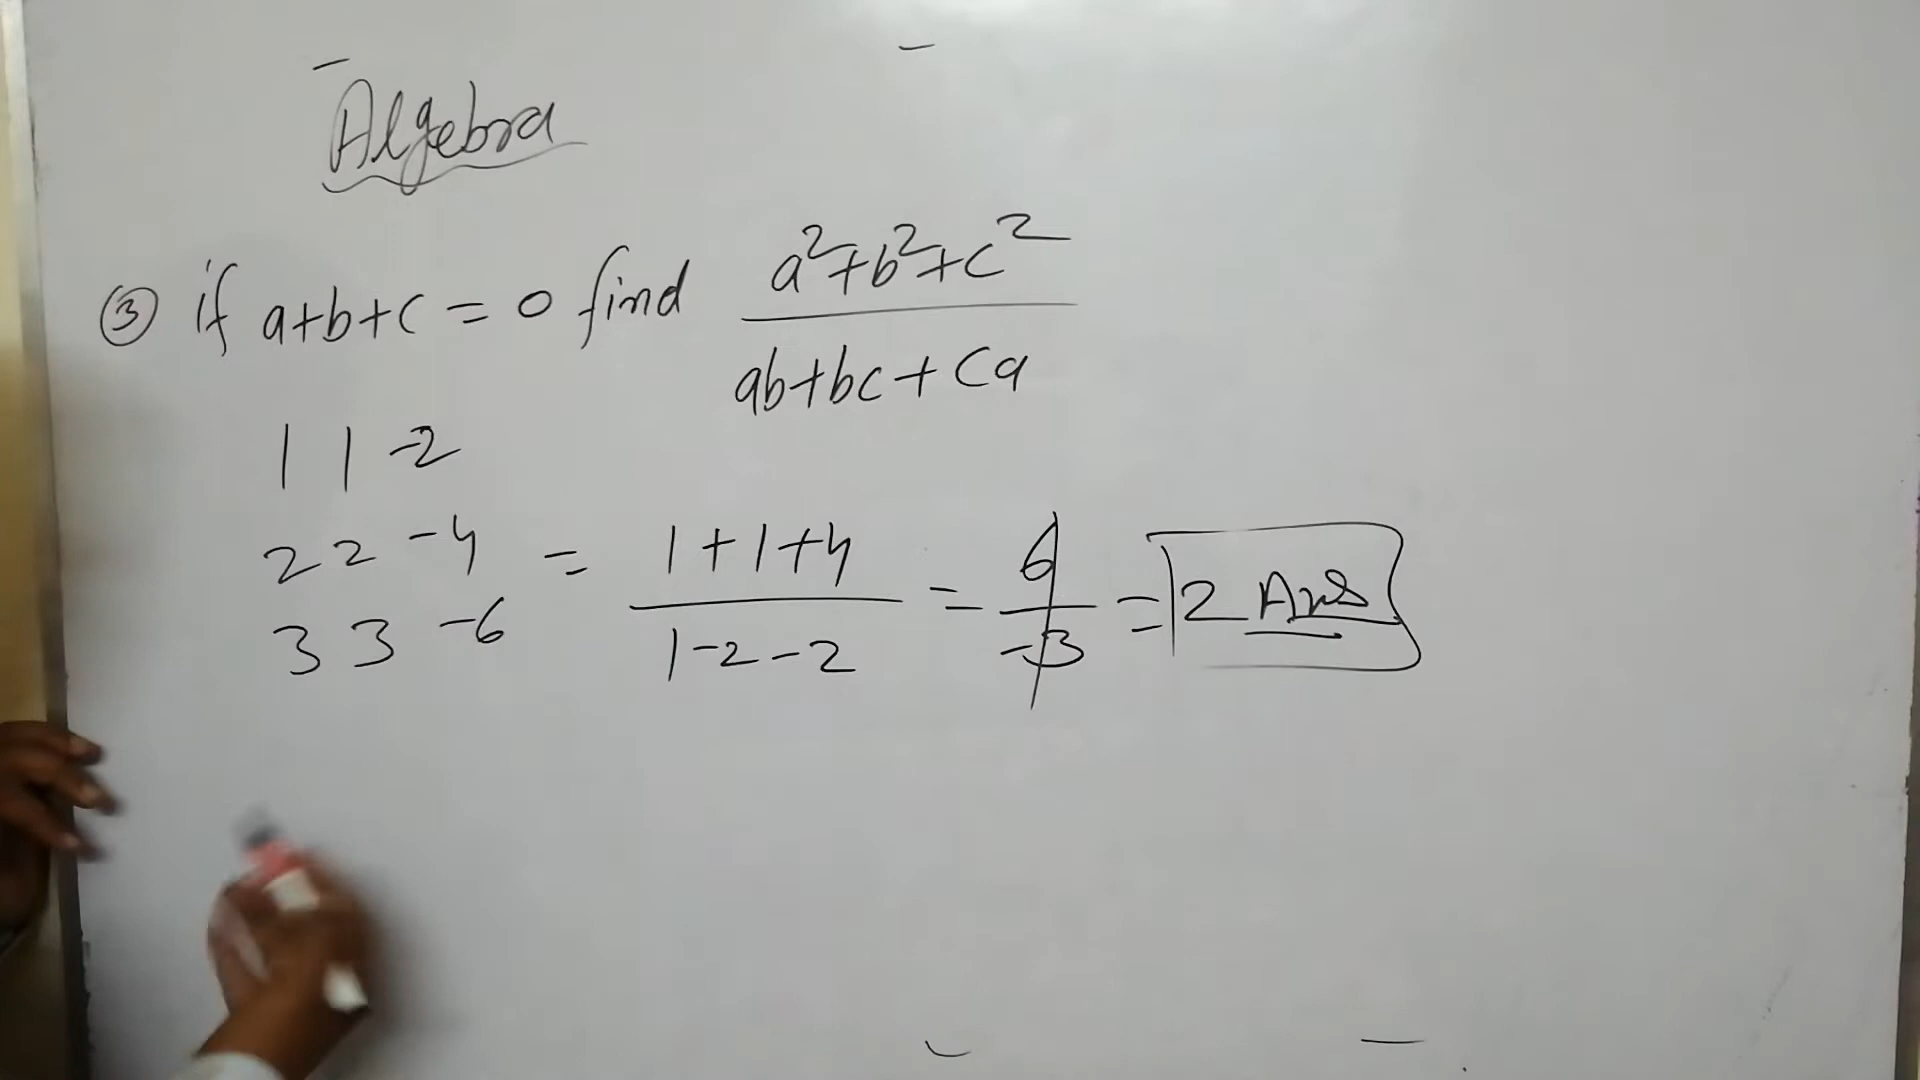 Algebra
③ if a+b+c = 0 find a²+b²+c² / ab+bc+ca
1 1 -2
2 2 -4 = 1+1+4 / 1-2-2 = 6 / -3 = 2 Ans
3 3 -6